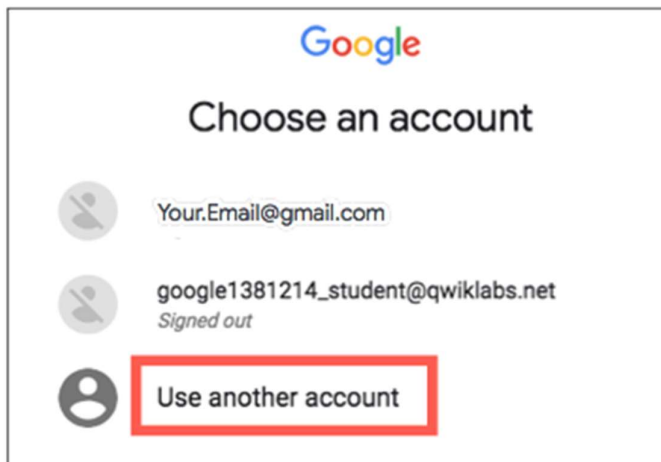 Google
Choose an account
Your.Email@gmail.com
google1381214_student@qwiklabs.net
Signed out
Use another account